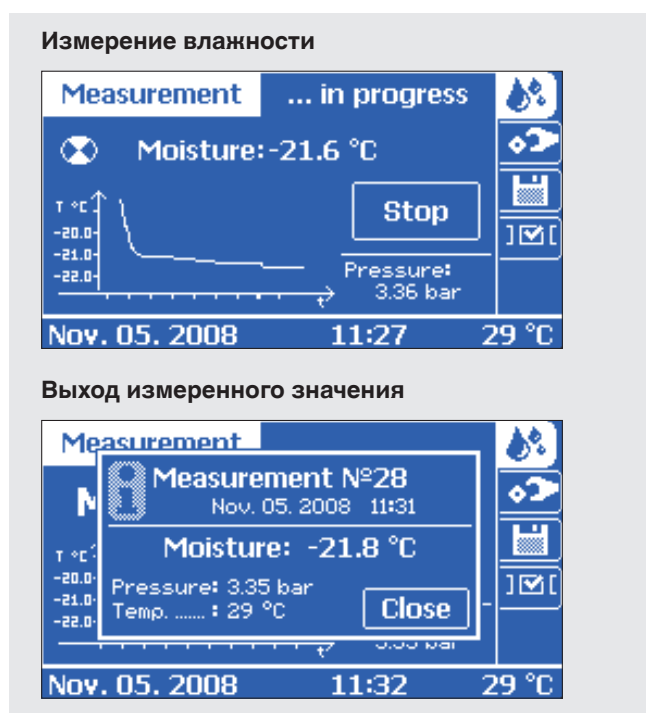 Измерение влажности
Measurement ... in progress
Moisture:-21.6 °C
T °C
-20.0
-21.0
-22.0
Stop
Pressure:
3.36 bar
t
Nov. 05. 2008 11:27 29 °C
Выход измеренного значения
Measurement
Measurement №28
Nov. 05. 2008 11:31
Moisture: -21.8 °C
Pressure: 3.35 bar
Temp. ....... : 29 °C
Close
T °C
-20.0
-21.0
-22.0
t
Nov. 05. 2008 11:32 29 °C